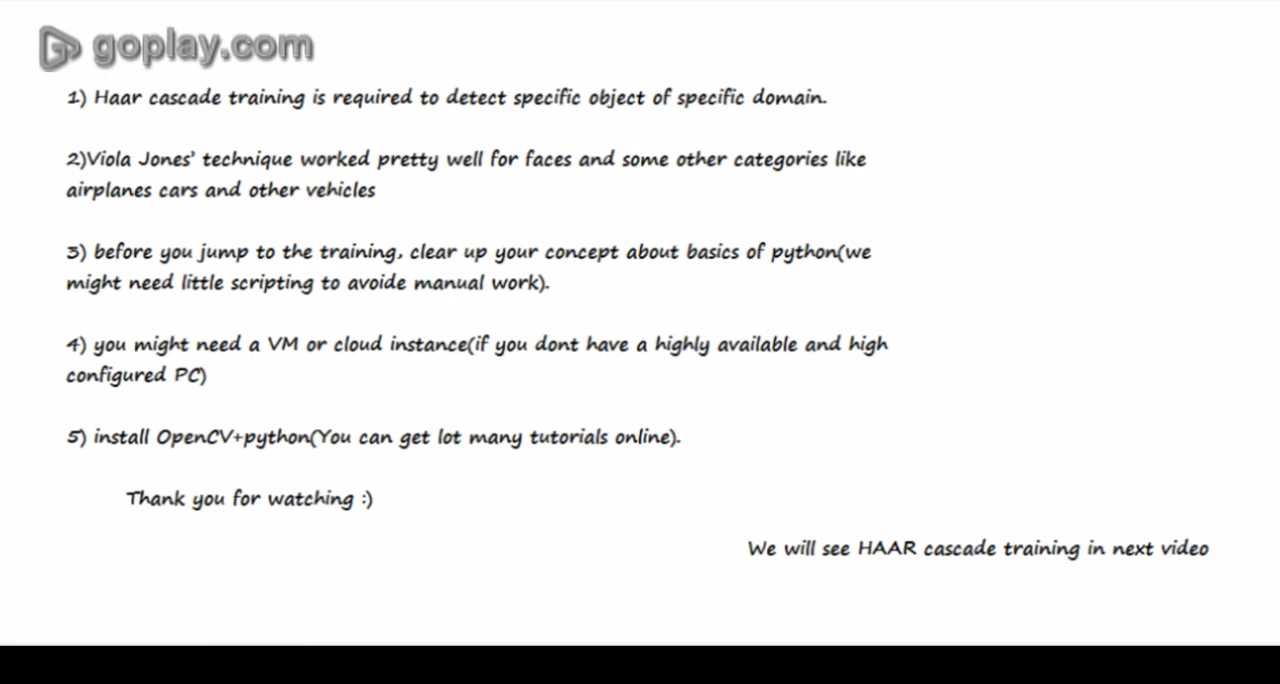 goplay.com
1) Haar cascade training is required to detect specific object of specific domain.
2)Viola Jones' technique worked pretty well for faces and some other categories like
airplanes cars and other vehicles
3) before you jump to the training, clear up your concept about basics of python(we
might need little scripting to avoide manual work).
4) you might need a VM or cloud instance(if you dont have a highly available and high
configured PC)
5) install OpenCV+python(You can get lot many tutorials online).
Thank you for watching :)
We will see HAAR cascade training in next video